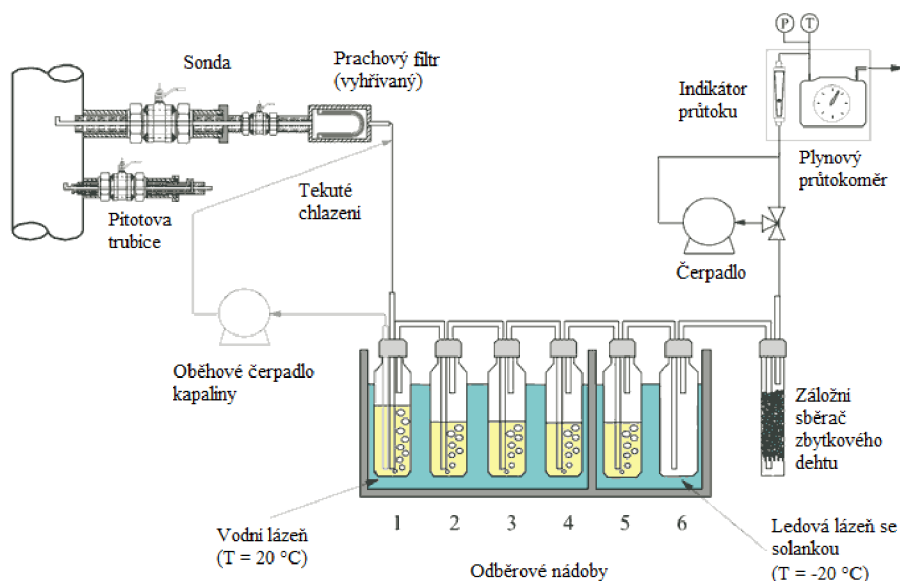 P T
Sonda
Prachový filtr
(vyhřívaný)
Indikátor
průtoku
Plynový
průtokoměr
Tekuté
chlazení
Pitotova
trubice
Čerpadlo
Oběhové čerpadlo
kapaliny
Záložní
sběrač
zbytkového
dehtu
Vodní lázeň
(T = 20 °C)
1 2 3 4 5 6
Odběrové nádoby
Ledová lázeň se
solankou
(T = -20 °C)